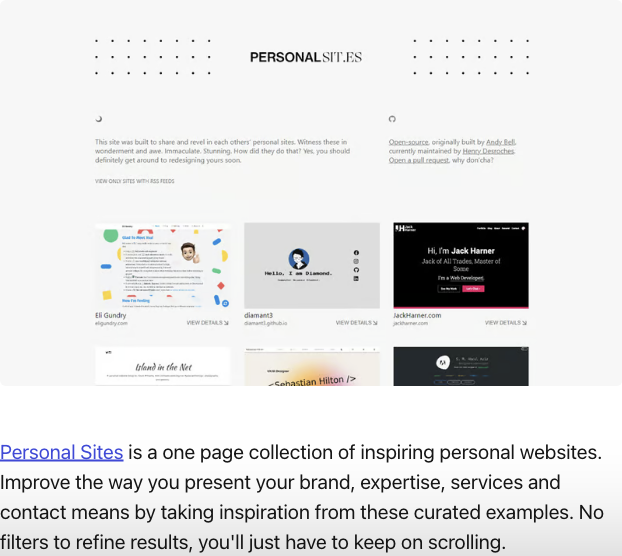 PERSONALSIT.ES
This site was built to share and revel in each others' personal sites. Witness these in
wonderment and awe. Immaculate. Stunning. How did they do that? Yes, you should
definitely get around to redesigning yours soon.
VIEW ONLY SITES WITH RSS FEEDS
Open-source, originally built by Andy Bell,
currently maintained by Henry Desroches.
Open a pull request, why don'cha?
Hello, I am Diamond.
Jack
Harner
Hi, I'm Jack Harner
Jack of All Trades, Master of
Some
I'm a Web Developer.
Eli Gundry
eligundry.com
VIEW DETAILS
diamant3
diamant3.github.io
VIEW DETAILS
JackHarner.com
jackharner.com
VIEW DETAILS
Island in the Net
<Sebastian Hilton />
Personal Sites is a one page collection of inspiring personal websites.
Improve the way you present your brand, expertise, services and
contact means by taking inspiration from these curated examples. No
filters to refine results, you'll just have to keep on scrolling.